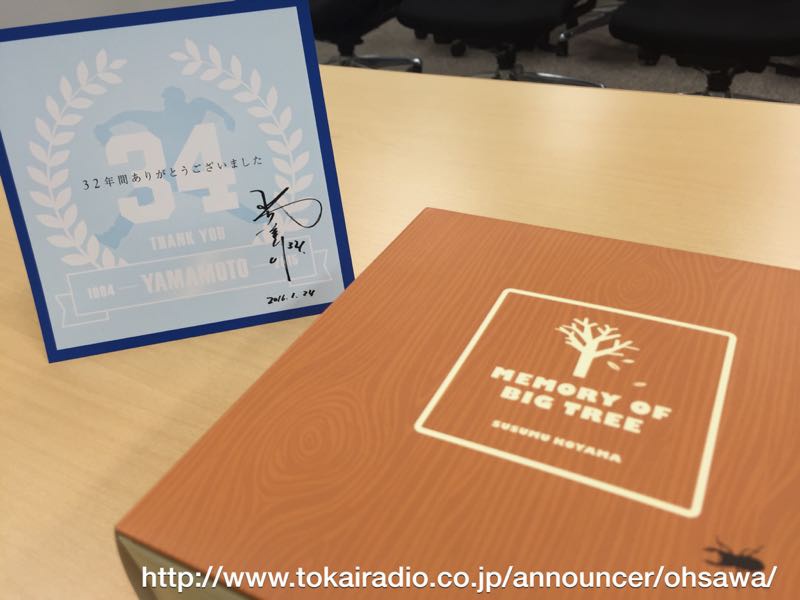 34
32年間ありがとうございました
THANK YOU
YAMAMOTO
34.
2016.1.24
MEMORY OF
BIG TREE
SUSUMU KOYAMA
http://www.tokairadio.co.jp/announcer/ohsawa/